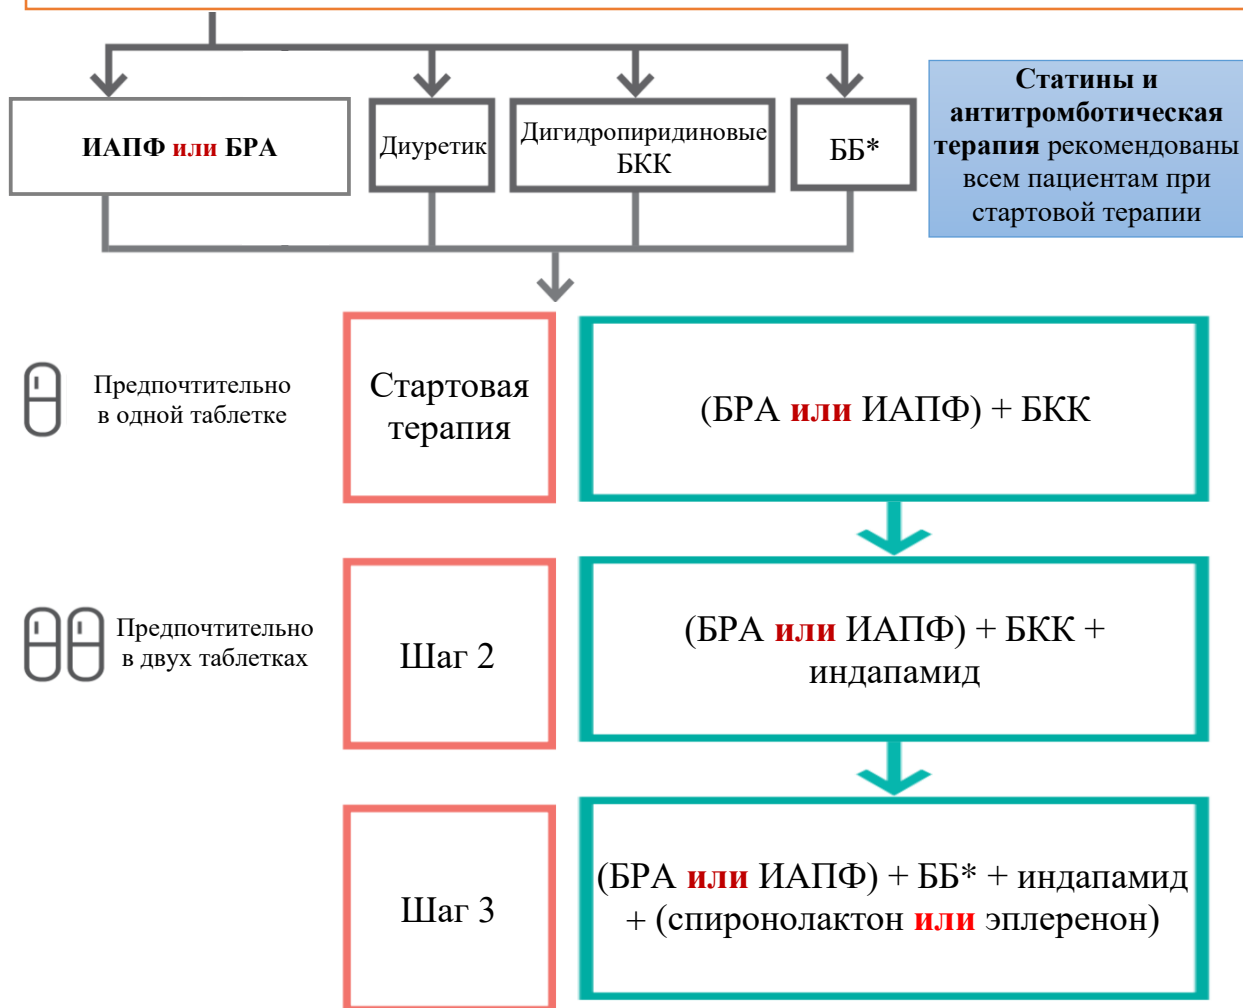 ИАПФ или БРА
Диуретик
Дигидропиридиновые
БКК
ББ*
Статины и
антитромботическая
терапия рекомендованы
всем пациентам при
стартовой терапии
Предпочтительно
в одной таблетке
Стартовая
терапия
(БРА или ИАПФ) + БКК
Предпочтительно
в двух таблетках
Шаг 2
(БРА или ИАПФ) + БКК +
индапамид
Шаг 3
(БРА или ИАПФ) + ББ* + индапамид
+ (спиронолактон или эплеренон)